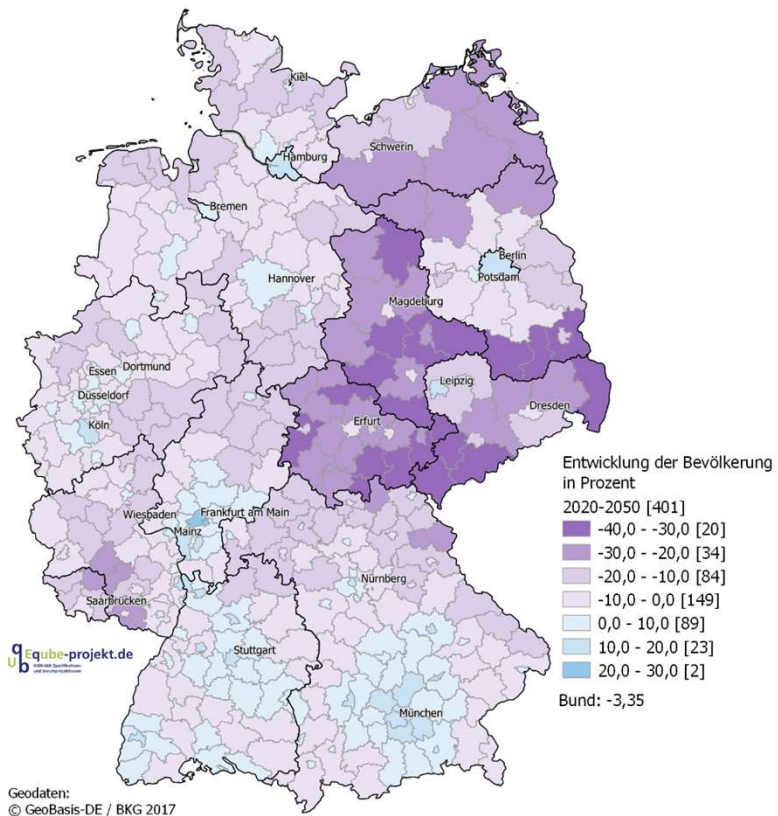 Kiel
Schwerin
Hamburg
Bremen
Berlin
Potsdam
Hannover
Magdeburg
Essen
Dortmund
Düsseldorf
Leipzig
Köln
Erfurt
Dresden
Wiesbaden
Frankfurt am Main
Mainz
Nürnberg
Saarbrücken
Stuttgart
München
Entwicklung der Bevölkerung
in Prozent
2020-2050 [401]
-40,0 - -30,0 [20]
-30,0 - -20,0 [34]
-20,0 - -10,0 [84]
-10,0 - 0,0 [149]
0,0 - 10,0 [89]
10,0 - 20,0 [23]
20,0 - 30,0 [2]
Bund: -3,35
qube-projekt.de
Geodaten:
© GeoBasis-DE / BKG 2017